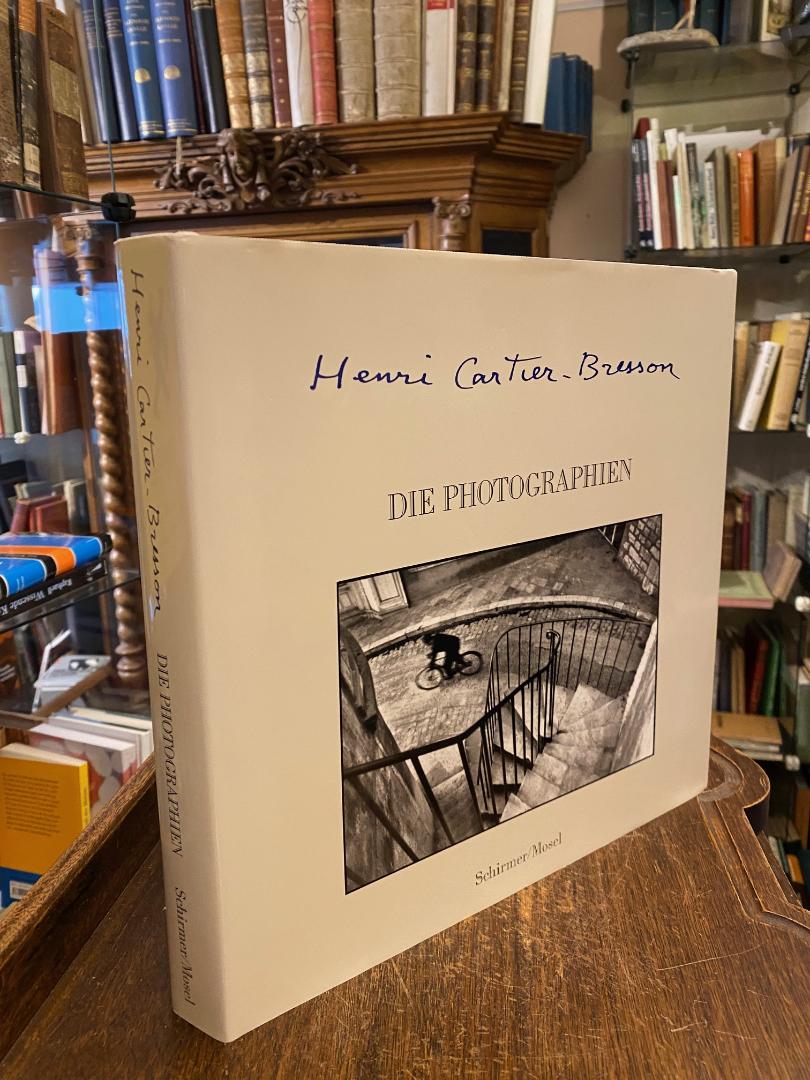 Henri Cartier-Bresson
DIE PHOTOGRAPHIEN
Schirmer/Mosel
Henri Cartier-Bresson DIE PHOTOGRAPHIEN Schirmer/Mosel